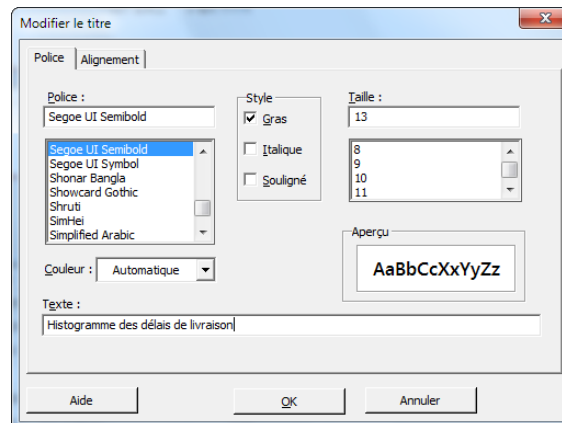 Modifier le titre
Police
Alignement
Police :
Segoe UI Semibold
Segoe UI Semibold
Segoe UI Symbol
Shonar Bangla
Showcard Gothic
Shruti
SimHei
Simplified Arabic
Style
Gras
Italique
Souligné
Taille :
13
8
9
10
11
Couleur :
Automatique
Aperçu
AaBbCcXxYyZz
Texte :
Histogramme des délais de livraison
Aide
OK
Annuler